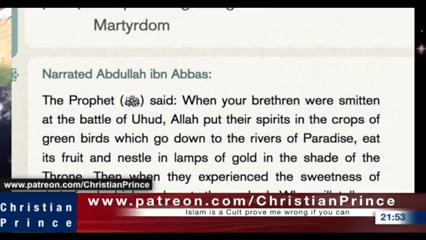 Martyrdom
Narrated Abdullah ibn Abbas:
The Prophet (ﷺ) said: When your brethren were smitten
at the battle of Uhud, Allah put their spirits in the crops of
green birds which go down to the rivers of Paradise, eat
its fruit and nestle in lamps of gold in the shade of the
Throne. Then when they experienced the sweetness of
www.patreon.com/ChristianPrince
www.patreon.com/ChristianPrince
Christian
Prince
Islam is a Cult prove me wrong if you can
21:53